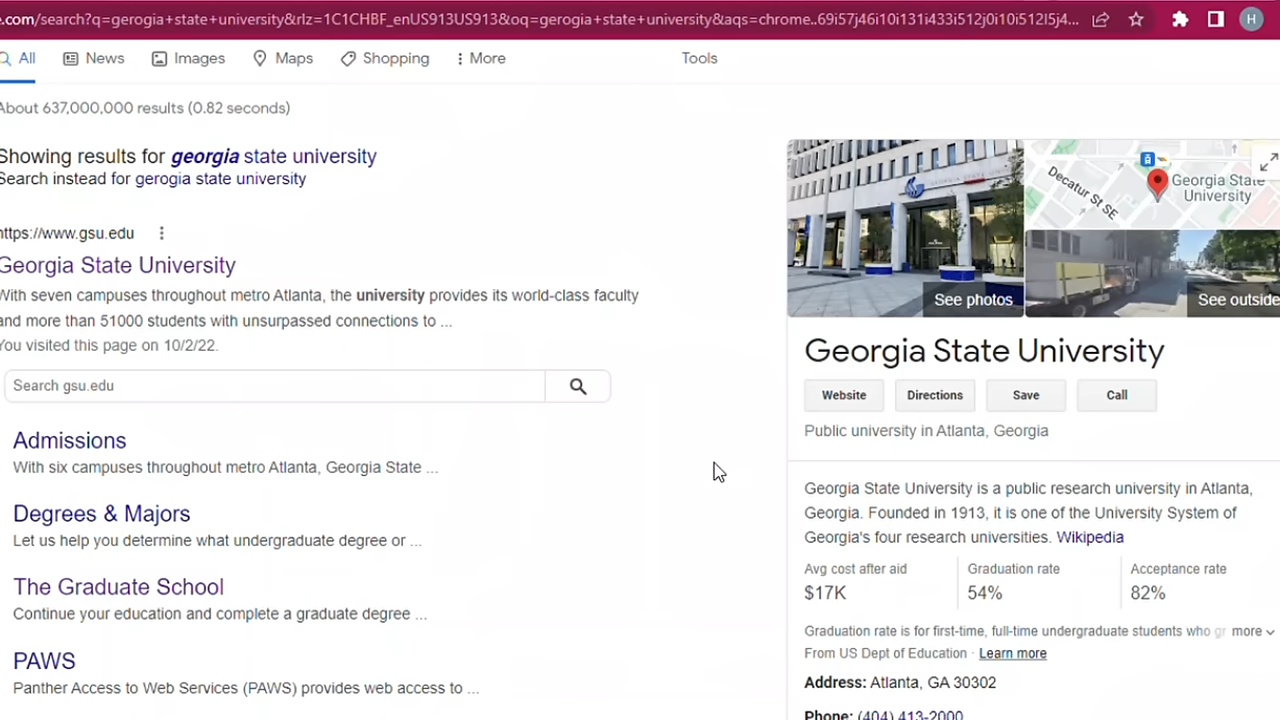 e.com/search?q=gerogia+state+university&rlz=1C1CHBF_enUS913US913&oq=gerogia+state+university&aqs=chrome..69i57j46i10i131i433i512j0i10i512l5j4...
H
All
News
Images
Maps
Shopping
More
Tools
About 637,000,000 results (0.82 seconds)
Showing results for georgia state university
Search instead for gerogia state university
https://www.gsu.edu
Georgia State University
With seven campuses throughout metro Atlanta, the university provides its world-class faculty
and more than 51000 students with unsurpassed connections to ...
You visited this page on 10/2/22.
Search gsu.edu
Admissions
With six campuses throughout metro Atlanta, Georgia State ...
Degrees & Majors
Let us help you determine what undergraduate degree or ...
The Graduate School
Continue your education and complete a graduate degree ...
PAWS
Panther Access to Web Services (PAWS) provides web access to ...
GEORGIA STATE
Decatur St SE
Georgia State
University
See photos
See outside
Georgia State University
Website
Directions
Save
Call
Public university in Atlanta, Georgia
Georgia State University is a public research university in Atlanta,
Georgia. Founded in 1913, it is one of the University System of
Georgia's four research universities. Wikipedia
Avg cost after aid
$17K
Graduation rate
54%
Acceptance rate
82%
Graduation rate is for first-time, full-time undergraduate students who gr more
From US Dept of Education · Learn more
Address: Atlanta, GA 30302
Phone: (404) 413-2000